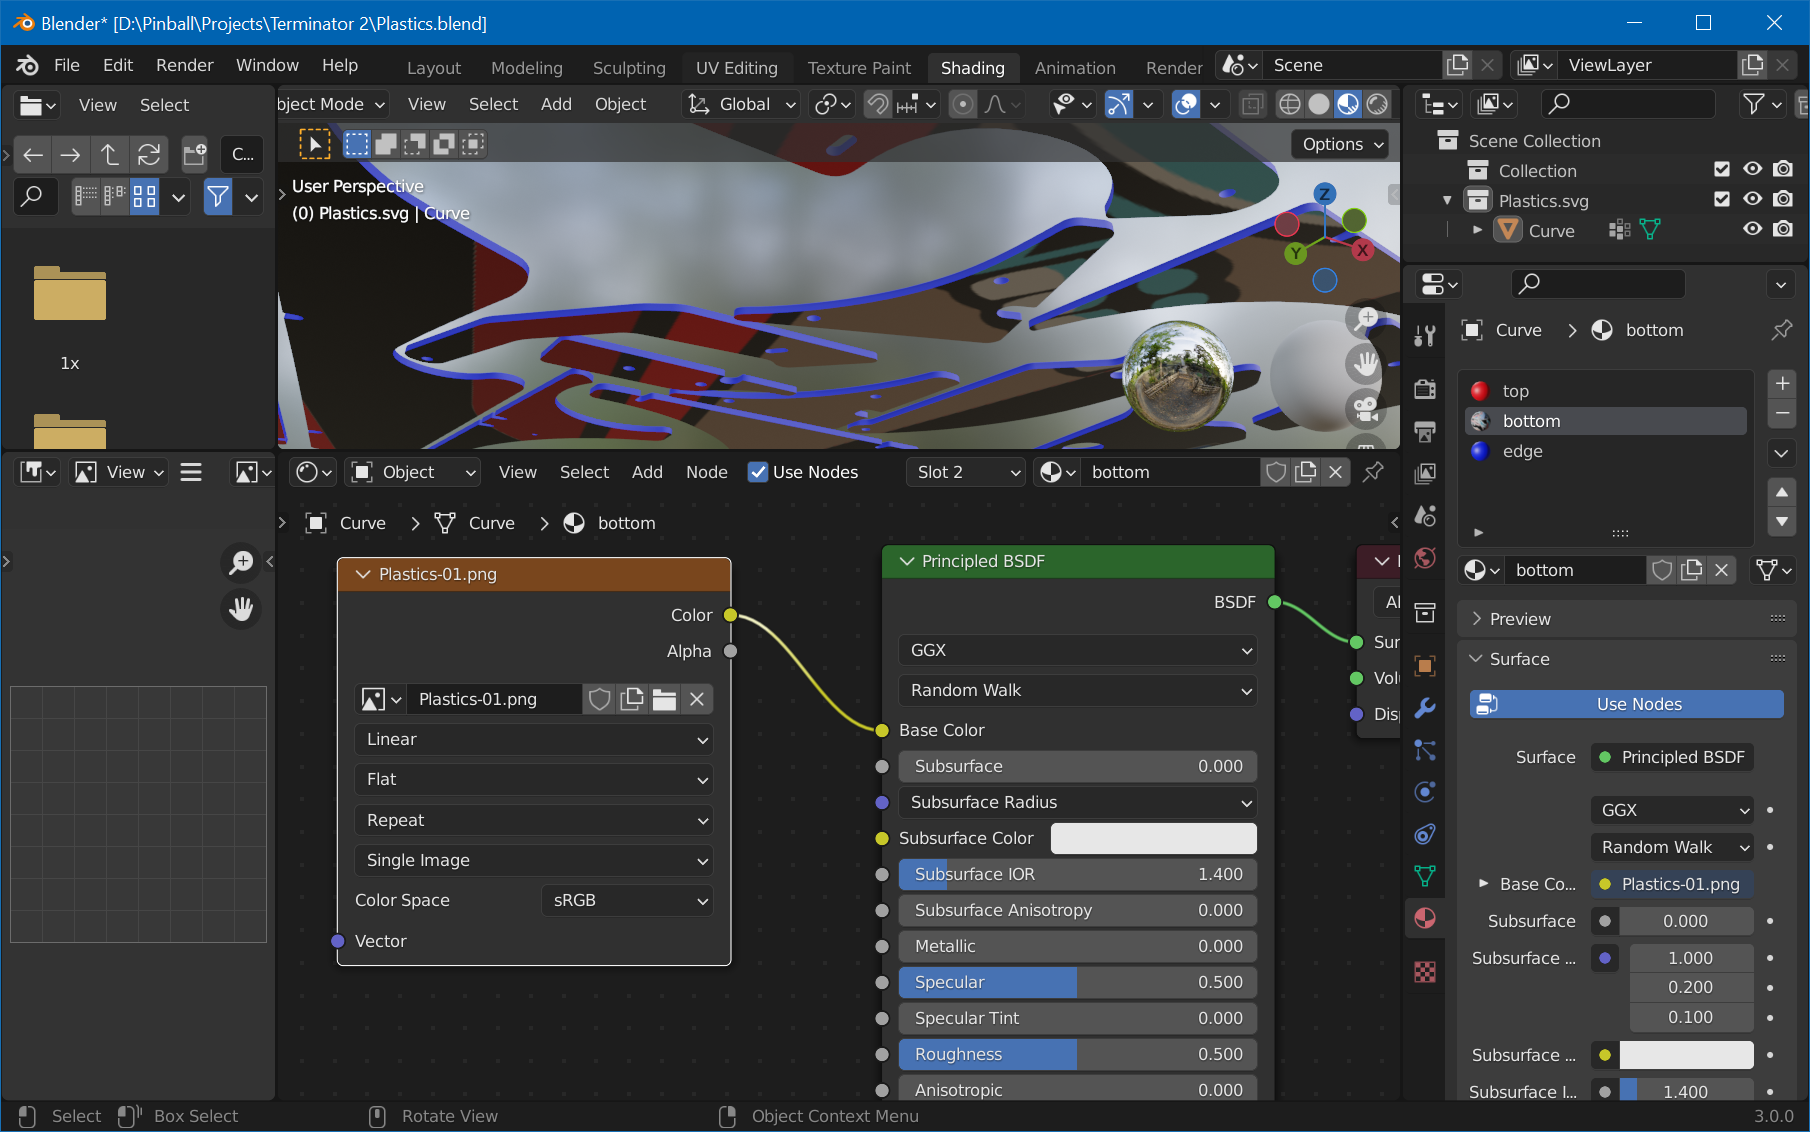 Blender* [D:\Pinball\Projects\Terminator 2\Plastics.blend]
File Edit Render Window Help Layout Modeling Sculpting UV Editing Texture Paint Shading Animation Render Scene ViewLayer
View Select
bject Mode View Select Add Object Global
C...
Options
User Perspective
(0) Plastics.svg | Curve
Z
Y
X
1x
Scene Collection
Collection
Plastics.svg
Curve
Curve bottom
top
bottom
edge
View
Object View Select Add Node Use Nodes Slot 2 bottom
Curve Curve bottom
Plastics-01.png
Color
Alpha
Plastics-01.png
Linear
Flat
Repeat
Single Image
Color Space sRGB
Vector
Principled BSDF
BSDF
GGX
Random Walk
Base Color
Subsurface 0.000
Subsurface Radius
Subsurface Color
Subsurface IOR 1.400
Subsurface Anisotropy 0.000
Metallic 0.000
Specular 0.500
Specular Tint 0.000
Roughness 0.500
Anisotropic 0.000
Al
Sur
Volu
Disp
bottom
Preview
Surface
Use Nodes
Surface Principled BSDF
GGX
Random Walk
Base Co... Plastics-01.png
Subsurface 0.000
Subsurface ... 1.000
0.200
0.100
Subsurface ...
Subsurface I... 1.400
Select Box Select Rotate View Object Context Menu 3.0.0